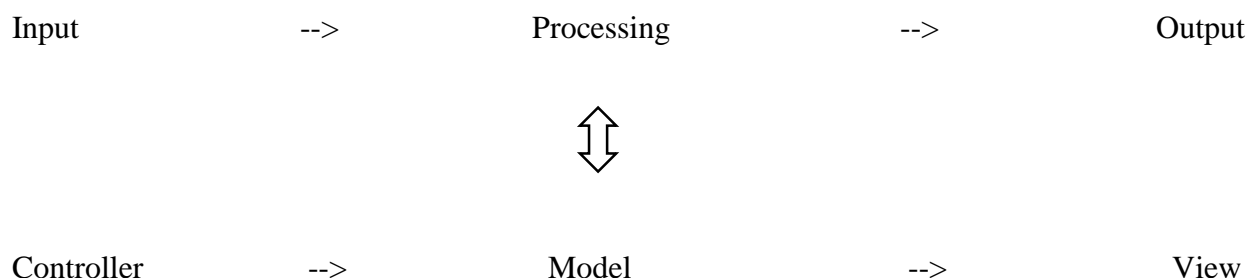 Input --> Processing --> Output
Controller --> Model --> View